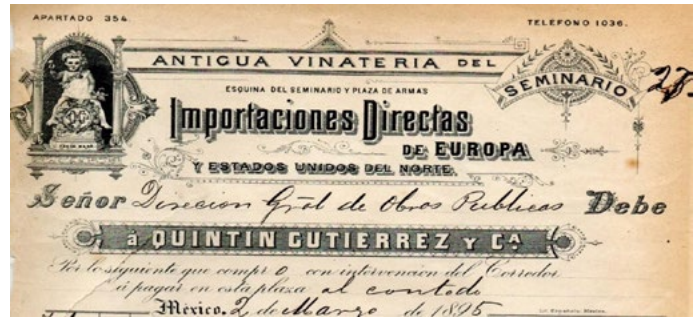 APARTADO 354.
TELEFONO 1036.
ANTIGUA VINATERIA DEL
SEMINARIO
ESQUINA DEL SEMINARIO Y PLAZA DE ARMAS
Importaciones Directas
DE EUROPA
Y ESTADOS UNIDOS DEL NORTE.
Señor Direccion Gral de Obras Publicas Debe
á QUINTIN GUTIERREZ Y Cª
Por lo siguiente que compró con intervencion del Corredor
á pagar en esta plaza al contado
México, 2 de Marzo de 1895